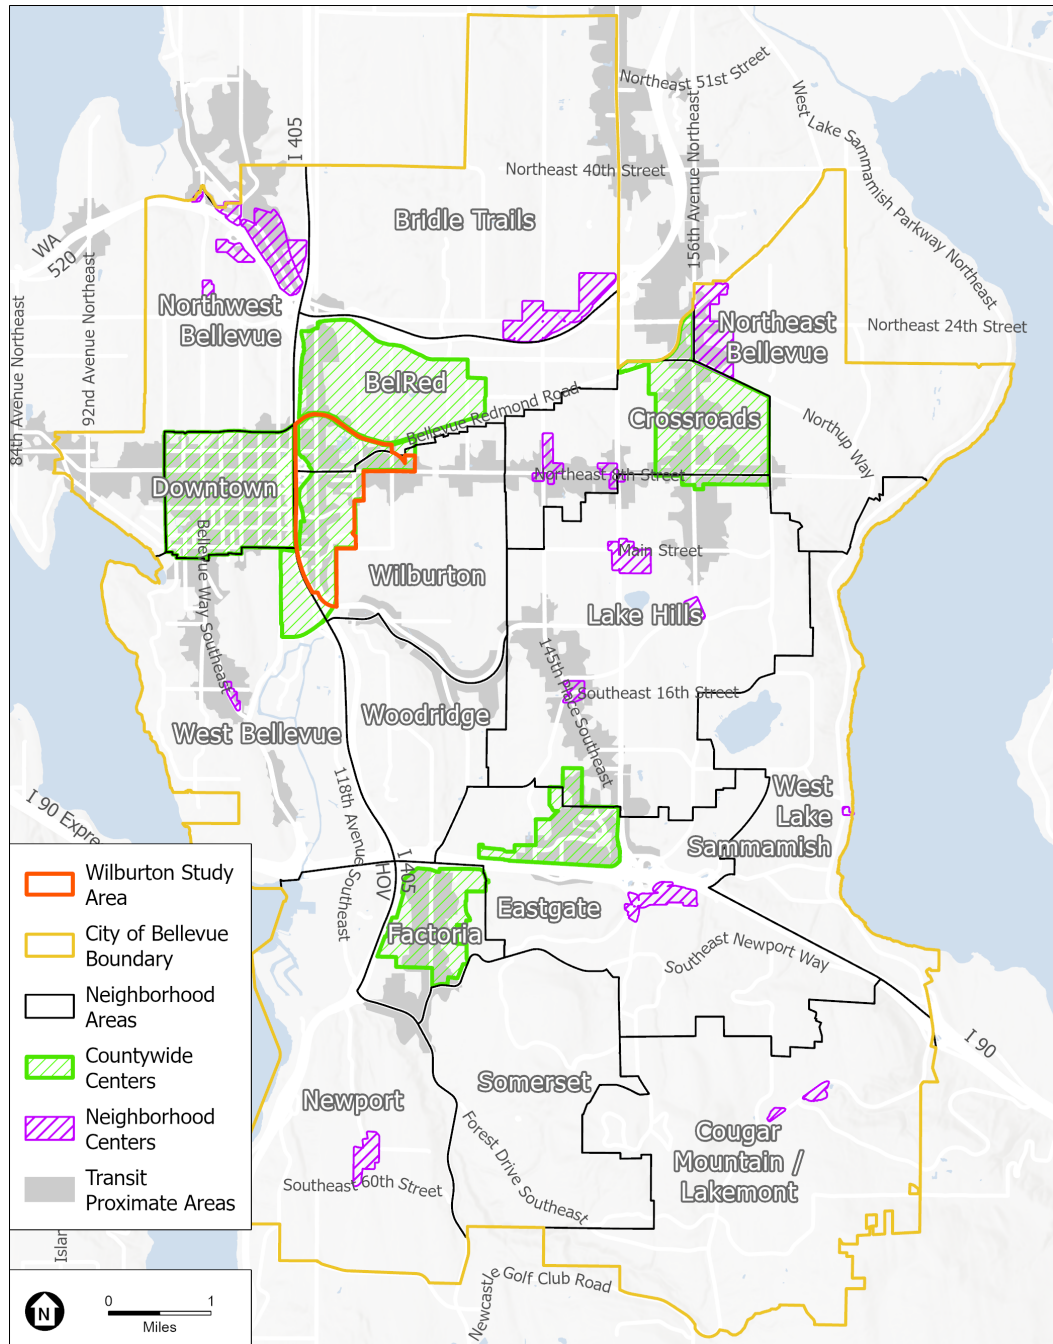 Northeast 51st Street
West Lake Sammamish Parkway Northeast
156th Avenue Northeast
I 405
Northeast 40th Street
Bridle Trails
WA
520
92nd Avenue Northeast
84th Avenue Northeast
Northwest
Bellevue
Northeast
Bellevue
Northeast 24th Street
BelRed
Bellevue Redmond Road
Crossroads
Northup Way
Downtown
Northeast 8th Street
Bellevue Way Southeast
Main Street
Wilburton
Lake Hills
145th Place Southeast
Southeast 16th Street
Woodridge
West Bellevue
118th Avenue Southeast
West
Lake
Sammamish
I 90 Expre
I 405
HOV
Eastgate
Factoria
Southeast Newport Way
I 90
Somerset
Newport
Forest Drive Southeast
Cougar
Mountain /
Lakemont
Southeast 60th Street
Newcastle Golf Club Road
Islan
Wilburton Study
Area
City of Bellevue
Boundary
Neighborhood
Areas
Countywide
Centers
Neighborhood
Centers
Transit
Proximate Areas
N
0 1
Miles